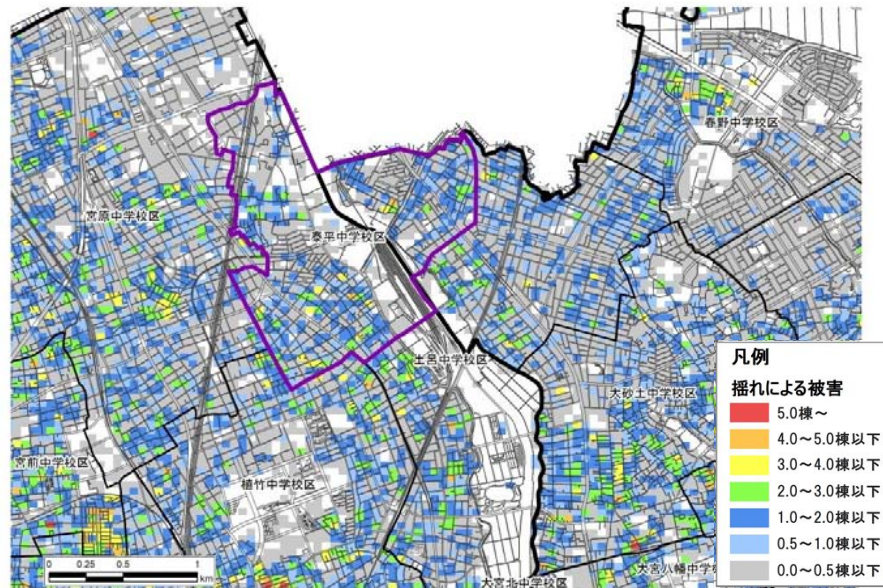 春野中学校区
宮原中学校区
泰平中学校区
土呂中学校区
大砂土中学校区
宮前中学校区
植竹中学校区
大宮八幡中学校
大宮北中学校区
0 0.25 0.5 1
km
凡例
揺れによる被害
5.0棟～
4.0～5.0棟以下
3.0～4.0棟以下
2.0～3.0棟以下
1.0～2.0棟以下
0.5～1.0棟以下
0.0～0.5棟以下